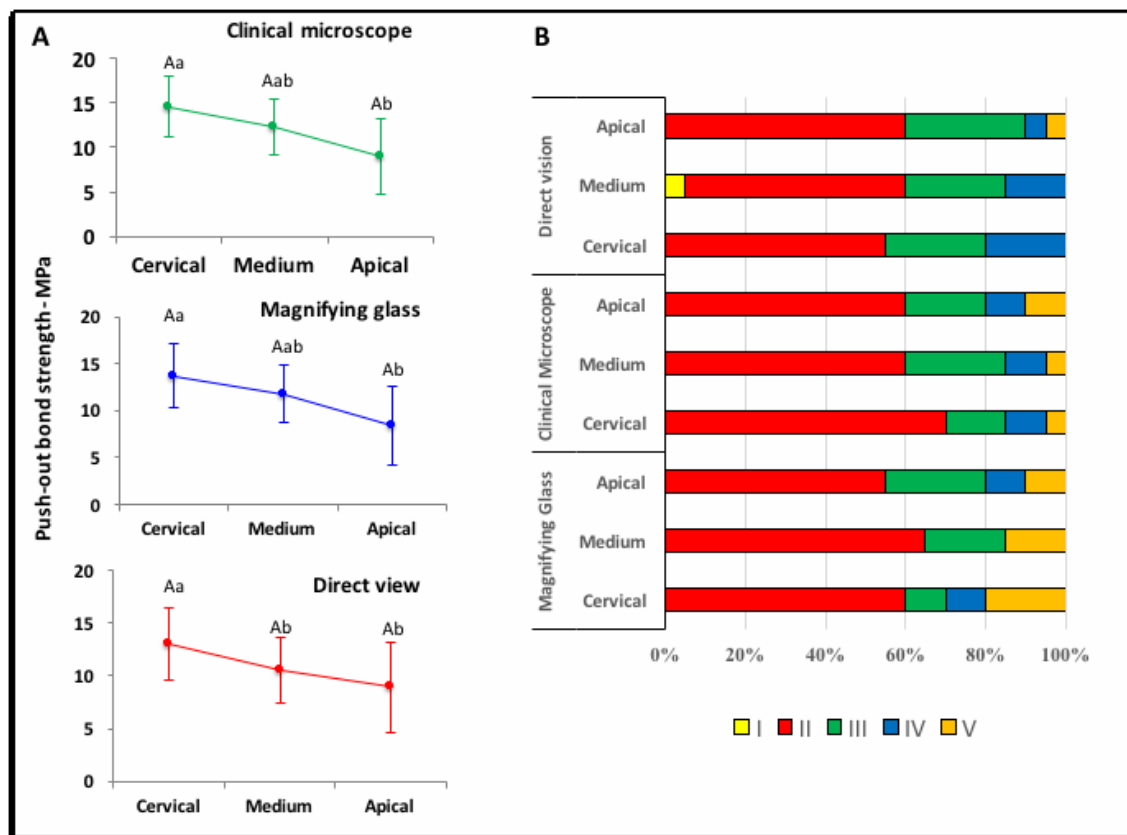 A
Clinical microscope
20
15
10
5
0
Aa
Aab
Ab
Cervical Medium Apical
Push-out bond strength - MPa
Magnifying glass
20
15
10
5
0
Aa
Aab
Ab
Cervical Medium Apical
Direct view
20
15
10
5
0
Aa
Ab
Ab
Cervical Medium Apical
B
Direct vision
Apical
Medium
Cervical
Clinical Microscope
Apical
Medium
Cervical
Magnifying Glass
Apical
Medium
Cervical
0% 20% 40% 60% 80% 100%
I II III IV V